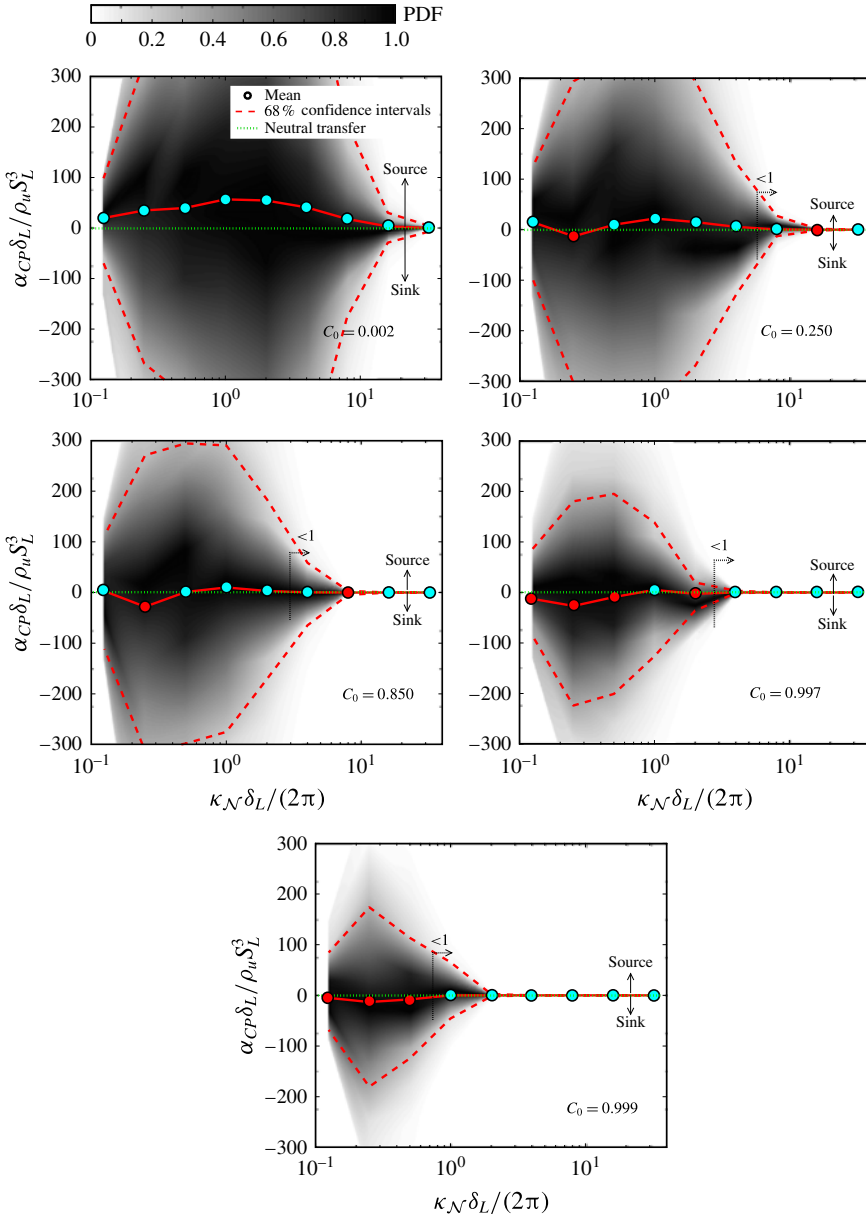 PDF
0 0.2 0.4 0.6 0.8 1.0
300
200
100
0
−100
−200
−300
α_CP δ_L/ρ_u S_L^3
Mean
68 % confidence intervals
Neutral transfer
Source
Sink
C_0 = 0.002
10^−1 10^0 10^1
300
200
100
0
−100
−200
−300
<1
Source
Sink
C_0 = 0.250
10^−1 10^0 10^1
300
200
100
0
−100
−200
−300
α_CP δ_L/ρ_u S_L^3
<1
Source
Sink
C_0 = 0.850
10^−1 10^0 10^1
κ_𝒩 δ_L/(2π)
300
200
100
0
−100
−200
−300
<1
Source
Sink
C_0 = 0.997
10^−1 10^0 10^1
κ_𝒩 δ_L/(2π)
300
200
100
0
−100
−200
−300
α_CP δ_L/ρ_u S_L^3
<1
Source
Sink
C_0 = 0.999
10^−1 10^0 10^1
κ_𝒩 δ_L/(2π)